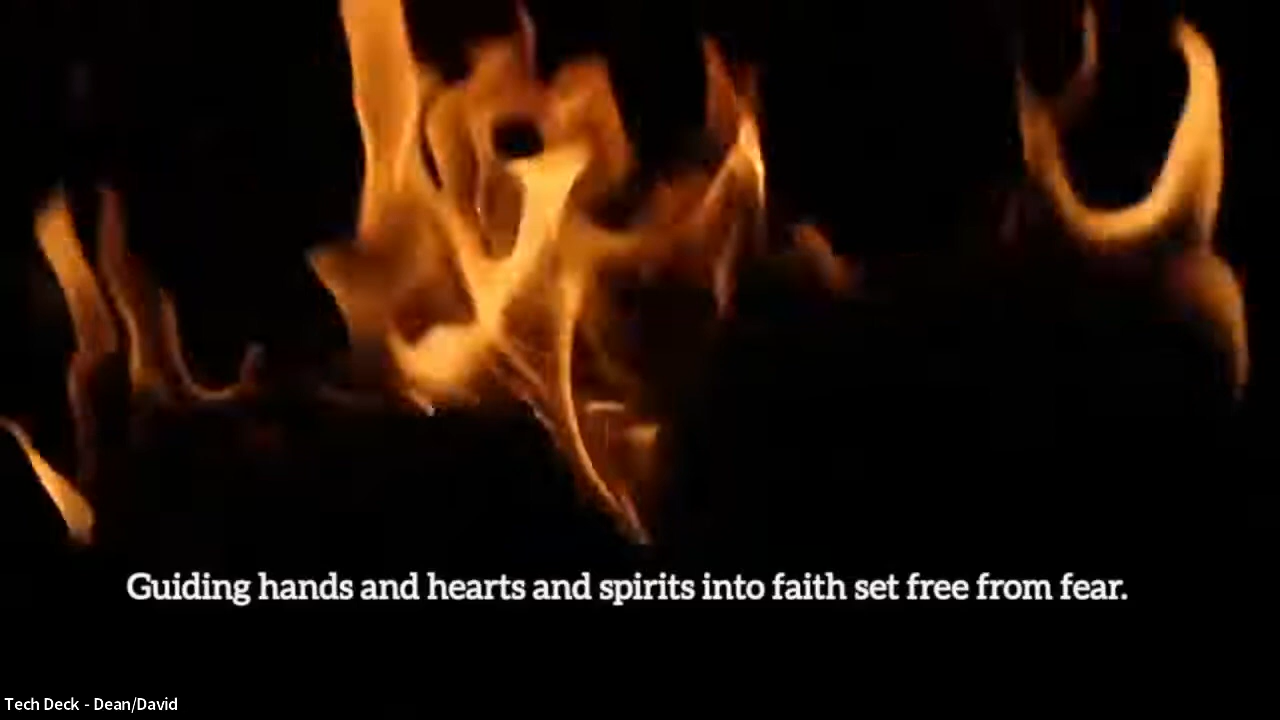 Guiding hands and hearts and spirits into faith set free from fear.
Tech Deck - Dean/David